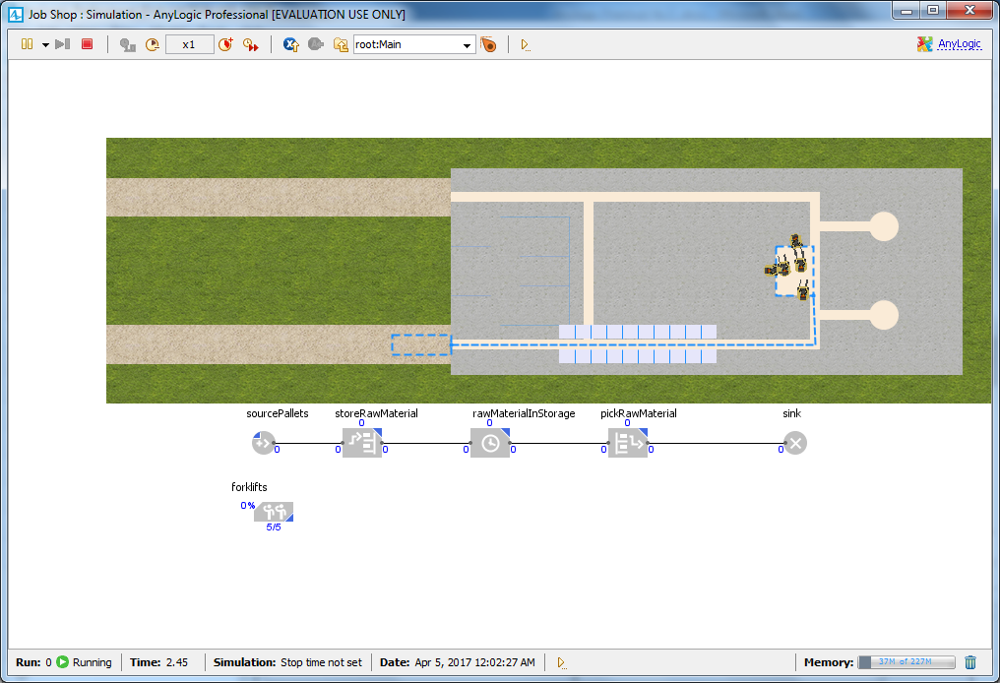 Job Shop : Simulation - AnyLogic Professional [EVALUATION USE ONLY]
x1 root:Main AnyLogic
sourcePallets storeRawMaterial rawMaterialInStorage pickRawMaterial sink
0 0 0
0 0 0 0 0 0 0 0
forklifts
0%
5/5
Run: 0 Running Time: 2.45 Simulation: Stop time not set Date: Apr 5, 2017 12:02:27 AM Memory: 37M of 227M